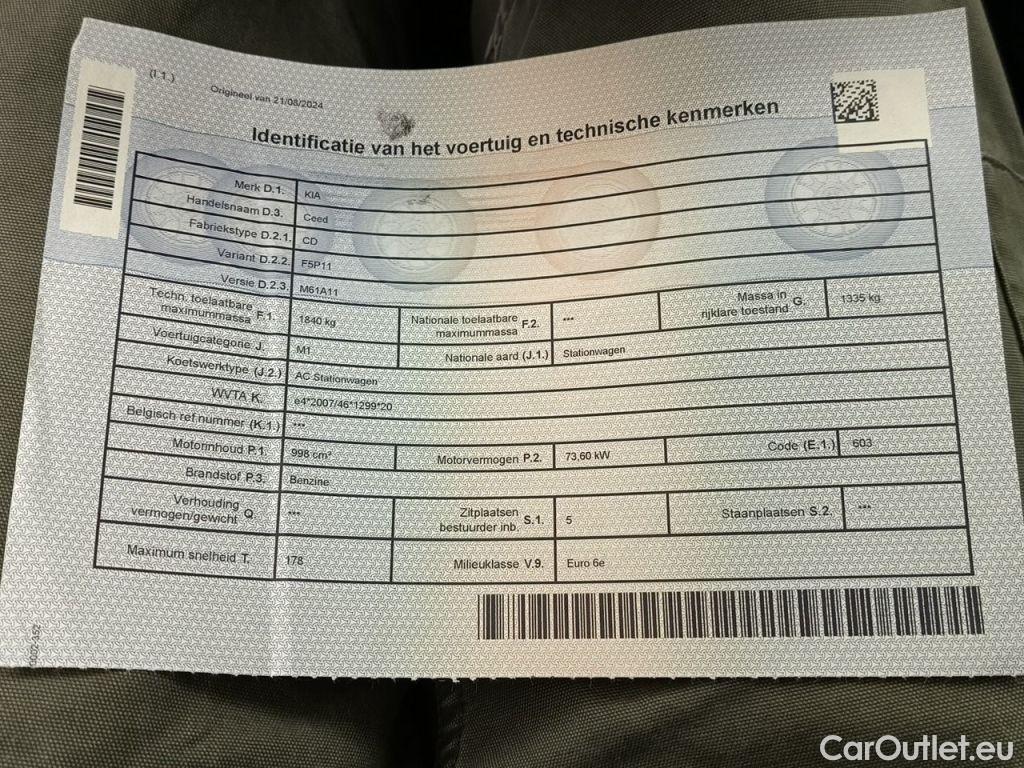 (I.1.)
Origineel van 21/08/2024
Identificatie van het voertuig en technische kenmerken
Merk D.1. KIA
Handelsnaam D.3. Ceed
Fabriekstype D.2.1. CD
Variant D.2.2. F5P11
Versie D.2.3. M61A11
Techn. toelaatbare maximummassa F.1. 1840 kg Nationale toelaatbare maximummassa F.2. *** Massa in rijklare toestand G. 1335 kg
Voertuigcategorie J. M1 Nationale aard (J.1.) Stationwagen
Koetswerktype (J.2.) AC Stationwagen
WVTA K. e4*2007/46*1299*20
Belgisch ref.nummer (K.1.) ***
Motorinhoud P.1. 998 cm³ Motorvermogen P.2. 73,60 kW Code (E.1.) 603
Brandstof P.3. Benzine
Verhouding vermogen/gewicht Q. *** Zitplaatsen bestuurder inb. S.1. 5 Staanplaatsen S.2. ***
Maximum snelheid T. 178 Milieuklasse V.9. Euro 6e
CarOutlet.eu